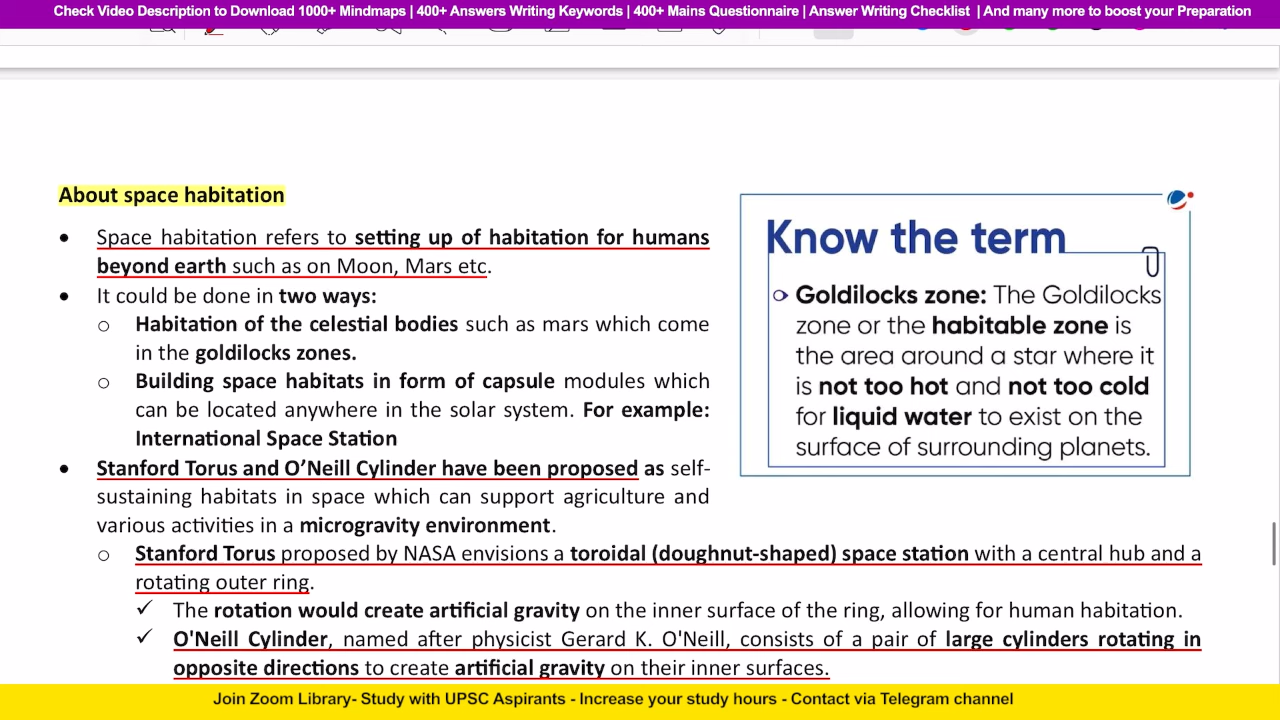 Check Video Description to Download 1000+ Mindmaps | 400+ Answers Writing Keywords | 400+ Mains Questionnaire | Answer Writing Checklist | And many more to boost your Preparation
About space habitation
• Space habitation refers to setting up of habitation for humans
beyond earth such as on Moon, Mars etc.
• It could be done in two ways:
o Habitation of the celestial bodies such as mars which come
in the goldilocks zones.
o Building space habitats in form of capsule modules which
can be located anywhere in the solar system. For example:
International Space Station
• Stanford Torus and O’Neill Cylinder have been proposed as self-
sustaining habitats in space which can support agriculture and
various activities in a microgravity environment.
o Stanford Torus proposed by NASA envisions a toroidal (doughnut-shaped) space station with a central hub and a
rotating outer ring.
✓ The rotation would create artificial gravity on the inner surface of the ring, allowing for human habitation.
✓ O'Neill Cylinder, named after physicist Gerard K. O'Neill, consists of a pair of large cylinders rotating in
opposite directions to create artificial gravity on their inner surfaces.
Know the term
Goldilocks zone: The Goldilocks
zone or the habitable zone is
the area around a star where it
is not too hot and not too cold
for liquid water to exist on the
surface of surrounding planets.
Join Zoom Library- Study with UPSC Aspirants - Increase your study hours - Contact via Telegram channel